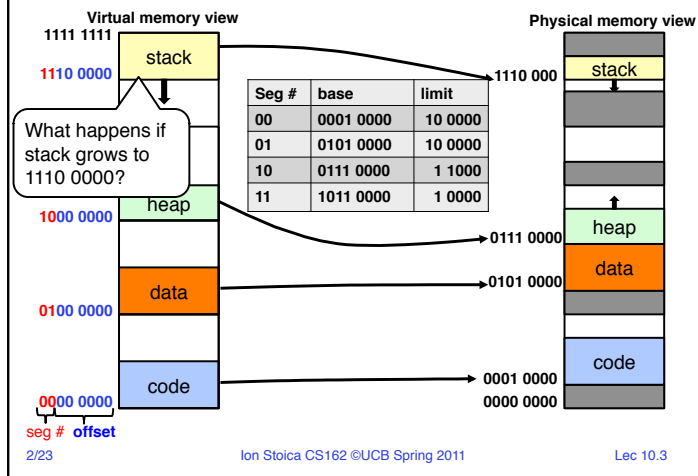 Virtual memory view
Physical memory view
1111 1111
stack
1110 0000
What happens if
stack grows to
1110 0000?
Seg # base limit
00 0001 0000 10 0000
01 0101 0000 10 0000
10 0111 0000 1 1000
11 1011 0000 1 0000
1110 000
stack
heap
1000 0000
0111 0000
heap
data
0100 0000
0101 0000
data
code
0000 0000
0001 0000
0000 0000
code
seg # offset
2/23
Ion Stoica CS162 ©UCB Spring 2011
Lec 10.3